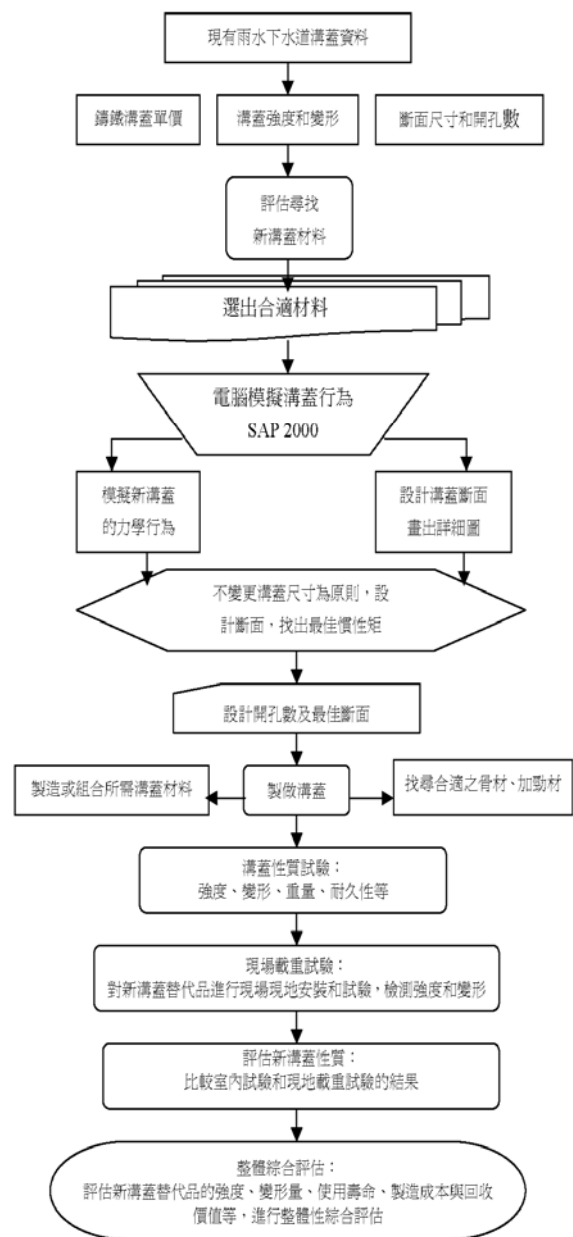 現有雨水下水道溝蓋資料
鑄鐵溝蓋單價
溝蓋強度和變形
斷面尺寸和開孔數
評估尋找
新溝蓋材料
選出合適材料
電腦模擬溝蓋行為
SAP 2000
模擬新溝蓋
的力學行為
設計溝蓋斷面
畫出詳細圖
不變更溝蓋尺寸為原則，設
計斷面，找出最佳慣性矩
設計開孔數及最佳斷面
製造或組合所需溝蓋材料
製做溝蓋
找尋合適之骨材、加勁材
溝蓋性質試驗：
強度、變形、重量、耐久性等
現場載重試驗：
對新溝蓋替代品進行現場現地安裝和試驗，檢測強度和變形
評估新溝蓋性質：
比較室內試驗和現地載重試驗的結果
整體綜合評估：
評估新溝蓋替代品的強度、變形量、使用壽命、製造成本與回收
價值等，進行整體性綜合評估